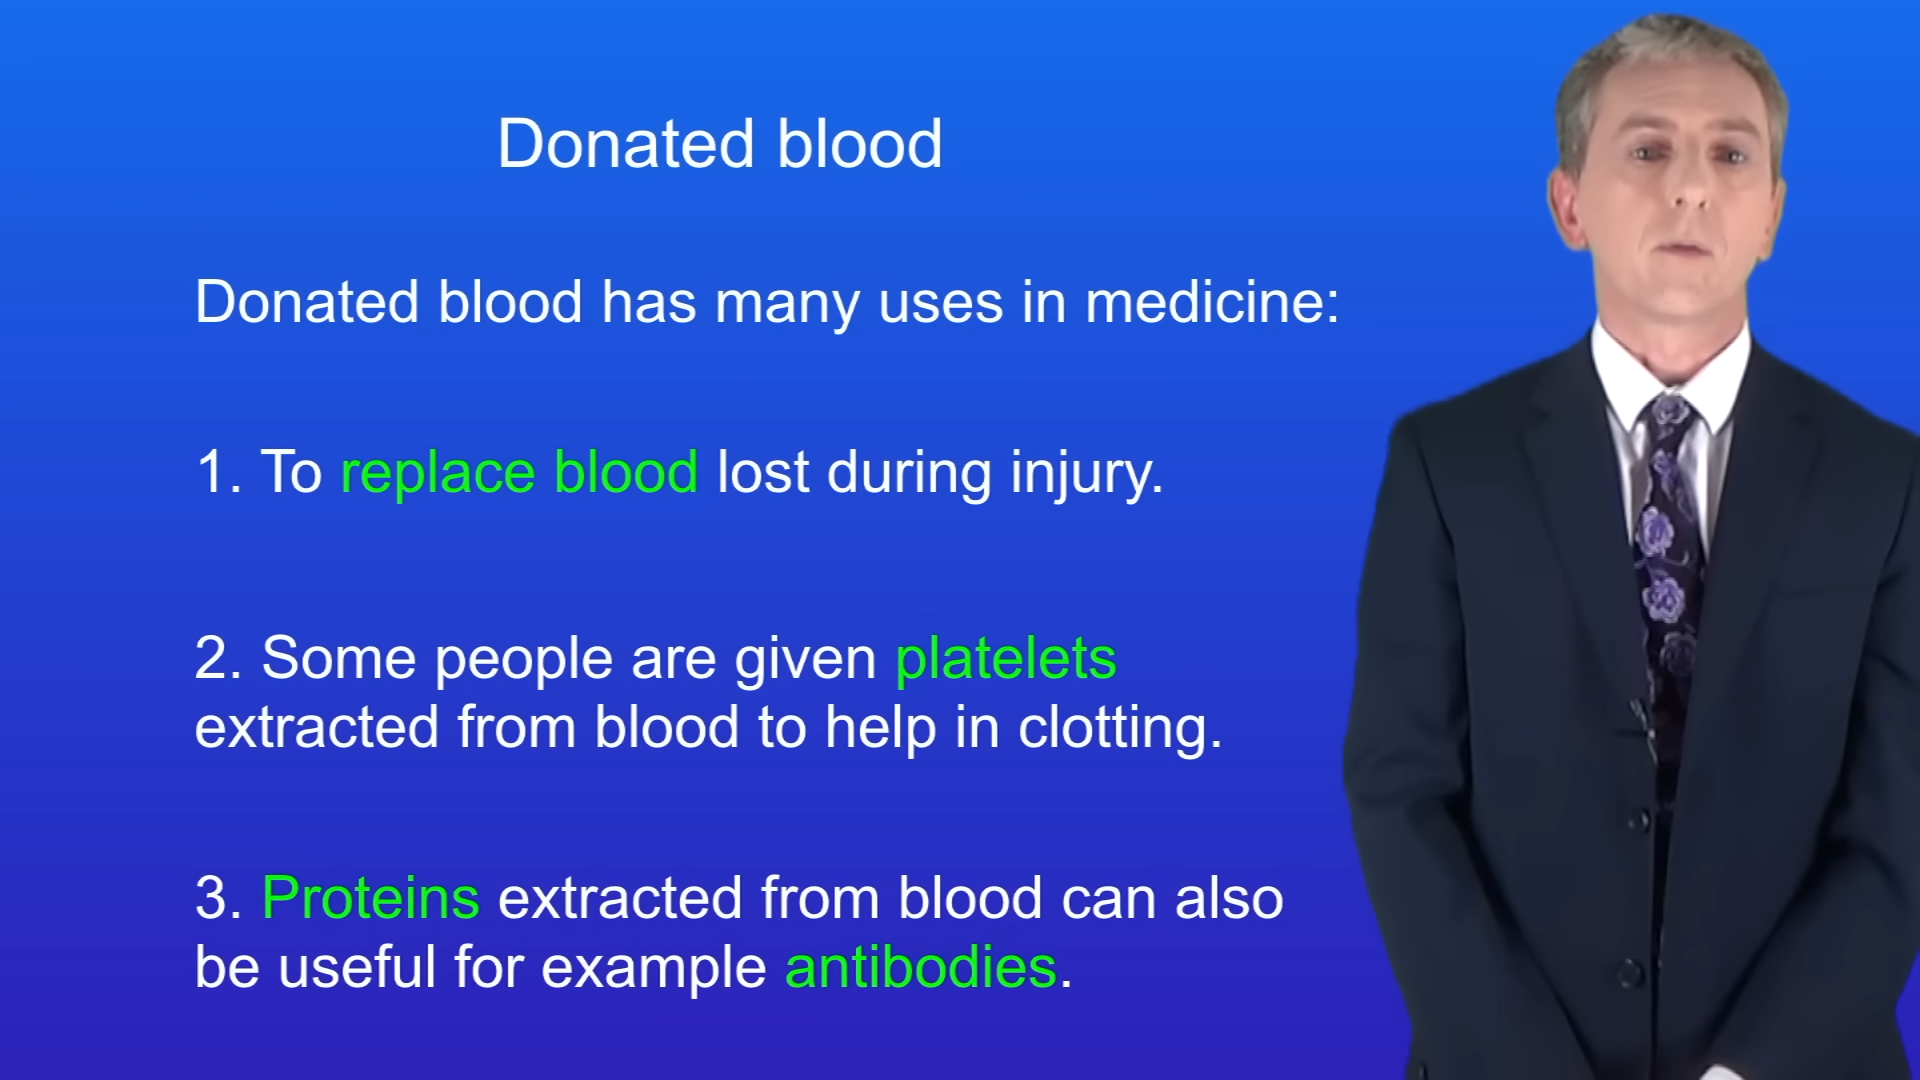 Donated blood
Donated blood has many uses in medicine:
1. To replace blood lost during injury.
2. Some people are given platelets
extracted from blood to help in clotting.
3. Proteins extracted from blood can also
be useful for example antibodies.